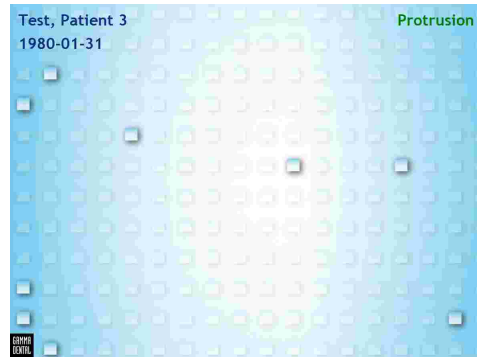 Test, Patient 3
Protrusion
1980-01-31
GAMMA
DENTAL